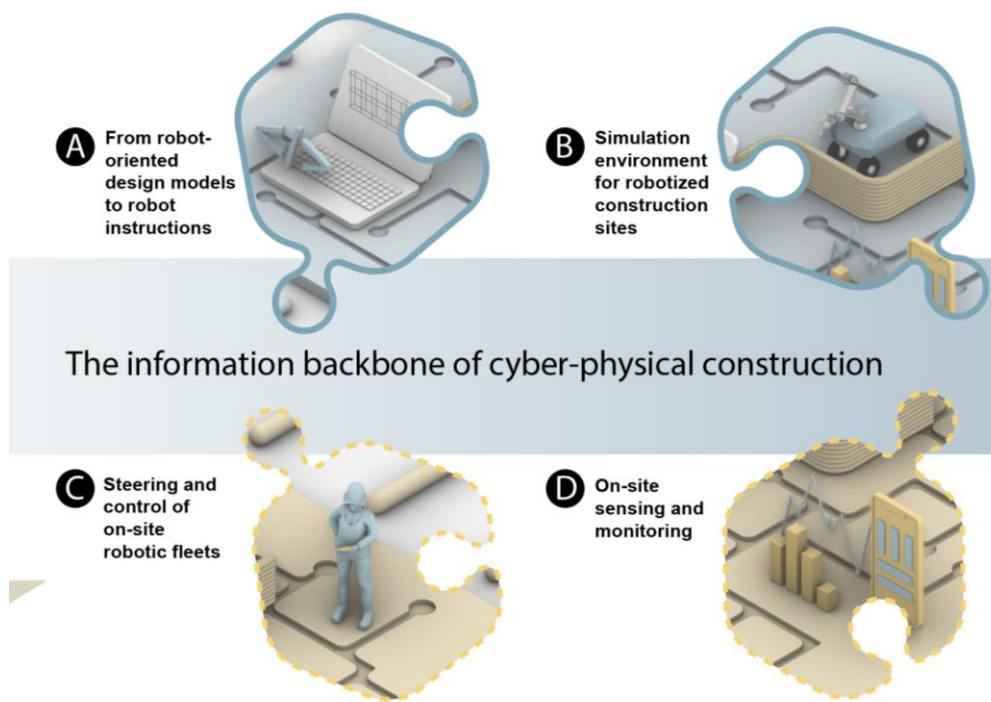 A
From robot-
oriented
design models
to robot
instructions
B
Simulation
environment
for robotized
construction
sites
The information backbone of cyber-physical construction
C
Steering and
control of
on-site
robotic fleets
D
On-site
sensing and
monitoring